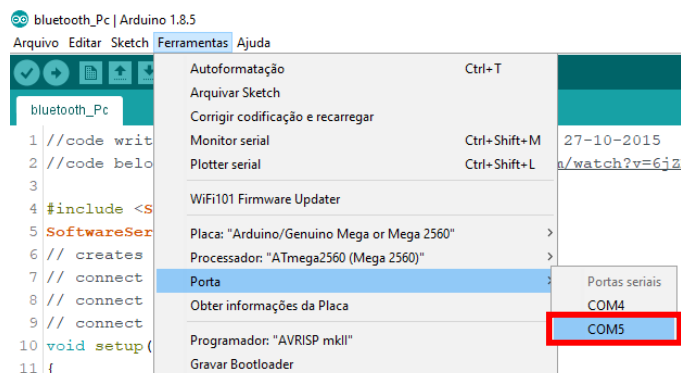 bluetooth_Pc | Arduino 1.8.5
Arquivo Editar Sketch Ferramentas Ajuda
bluetooth_Pc
Autoformatação Ctrl+T
Arquivar Sketch
Corrigir codificação e recarregar
Monitor serial Ctrl+Shift+M
Plotter serial Ctrl+Shift+L
WiFi101 Firmware Updater
Placa: "Arduino/Genuino Mega or Mega 2560"
Processador: "ATmega2560 (Mega 2560)"
Porta
Obter informações da Placa
Programador: "AVRISP mkII"
Gravar Bootloader
Portas seriais
COM4
COM5
1 //code writ 27-10-2015
2 //code belo m/watch?v=6jZ
3
4 #include <S
5 SoftwareSer
6 // creates
7 // connect
8 // connect
9 // connect
10 void setup(
11 {